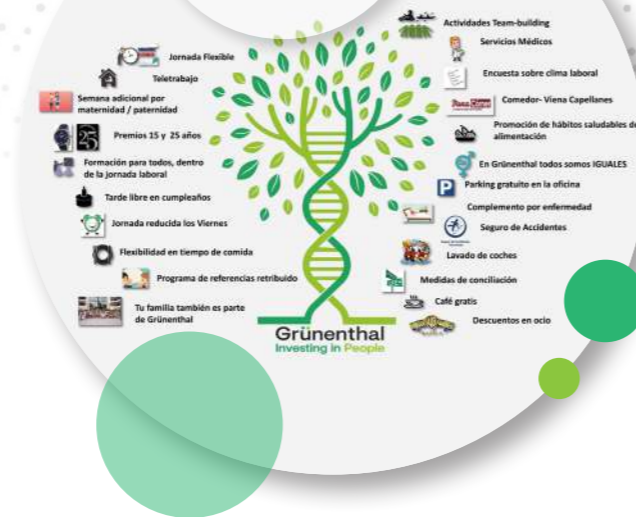 Jornada Flexible
Teletrabajo
Semana adicional por
maternidad / paternidad
Premios 15 y 25 años
Formación para todos, dentro
de la jornada laboral
Tarde libre en cumpleaños
Jornada reducida los Viernes
Flexibilidad en tiempo de comida
Programa de referencias retribuido
Tu familia también es parte
de Grünenthal
Grünenthal
Investing in People
Actividades Team-building
Servicios Médicos
Encuesta sobre clima laboral
Comedor- Viena Capellanes
Promoción de hábitos saludables de
alimentación
En Grünenthal todos somos IGUALES
Parking gratuito en la oficina
P
Complemento por enfermedad
Seguro de Accidentes
Lavado de coches
Medidas de conciliación
Café gratis
Descuentos en ocio
25